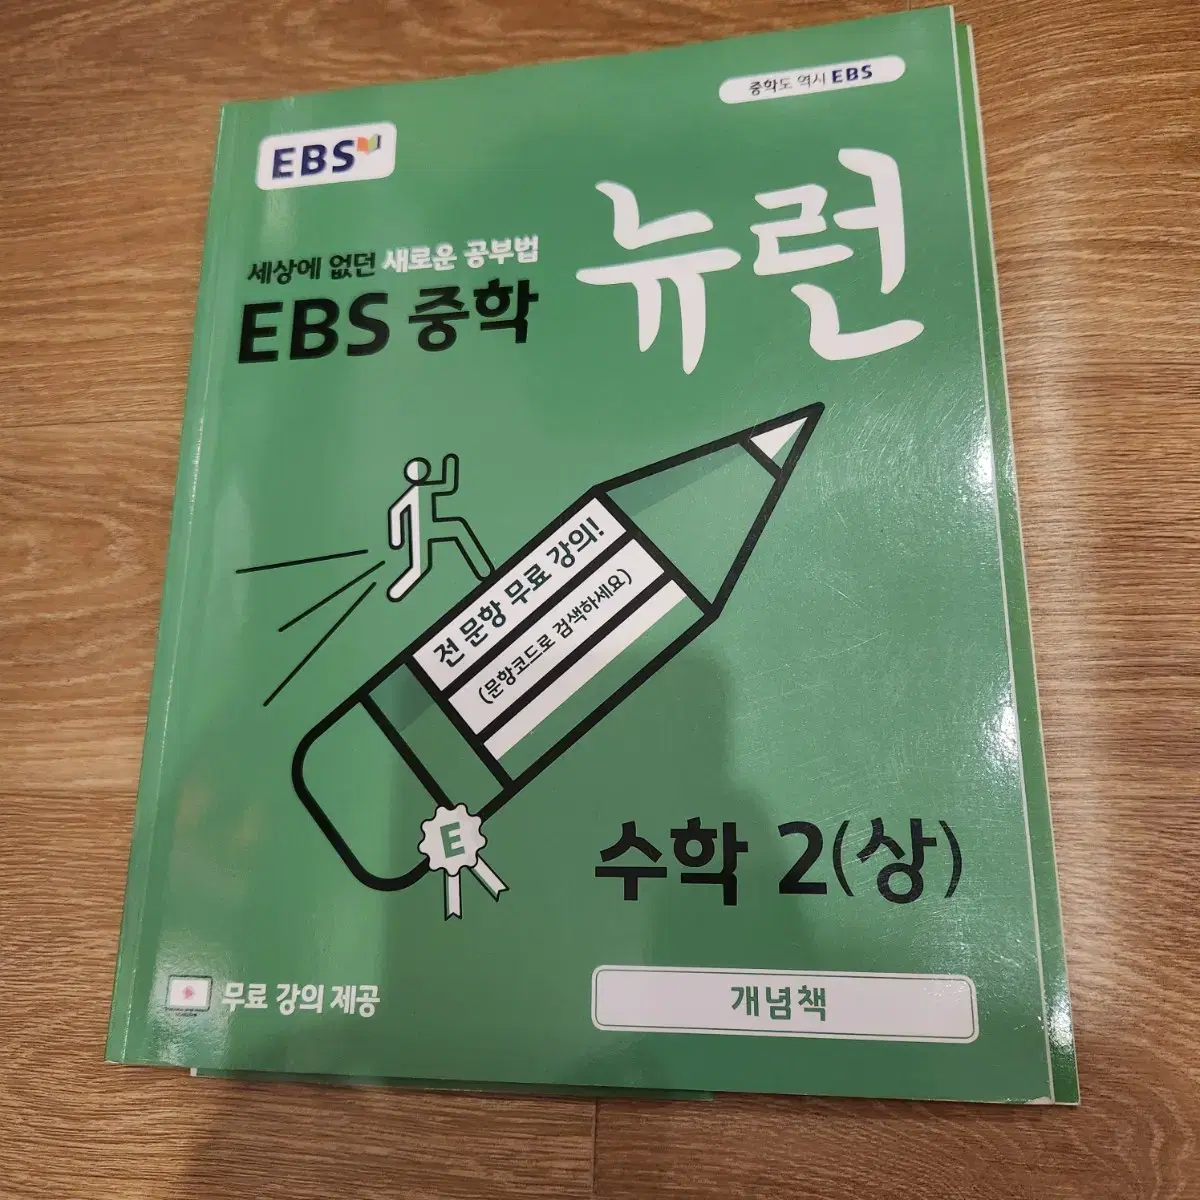 중학도 역시 EBS
EBS
세상에 없던 새로운 공부법
EBS 중학
뉴런
전 문항 무료 강의!
(문항코드로 검색하세요)
E
수학 2(상)
무료 강의 제공
개념책